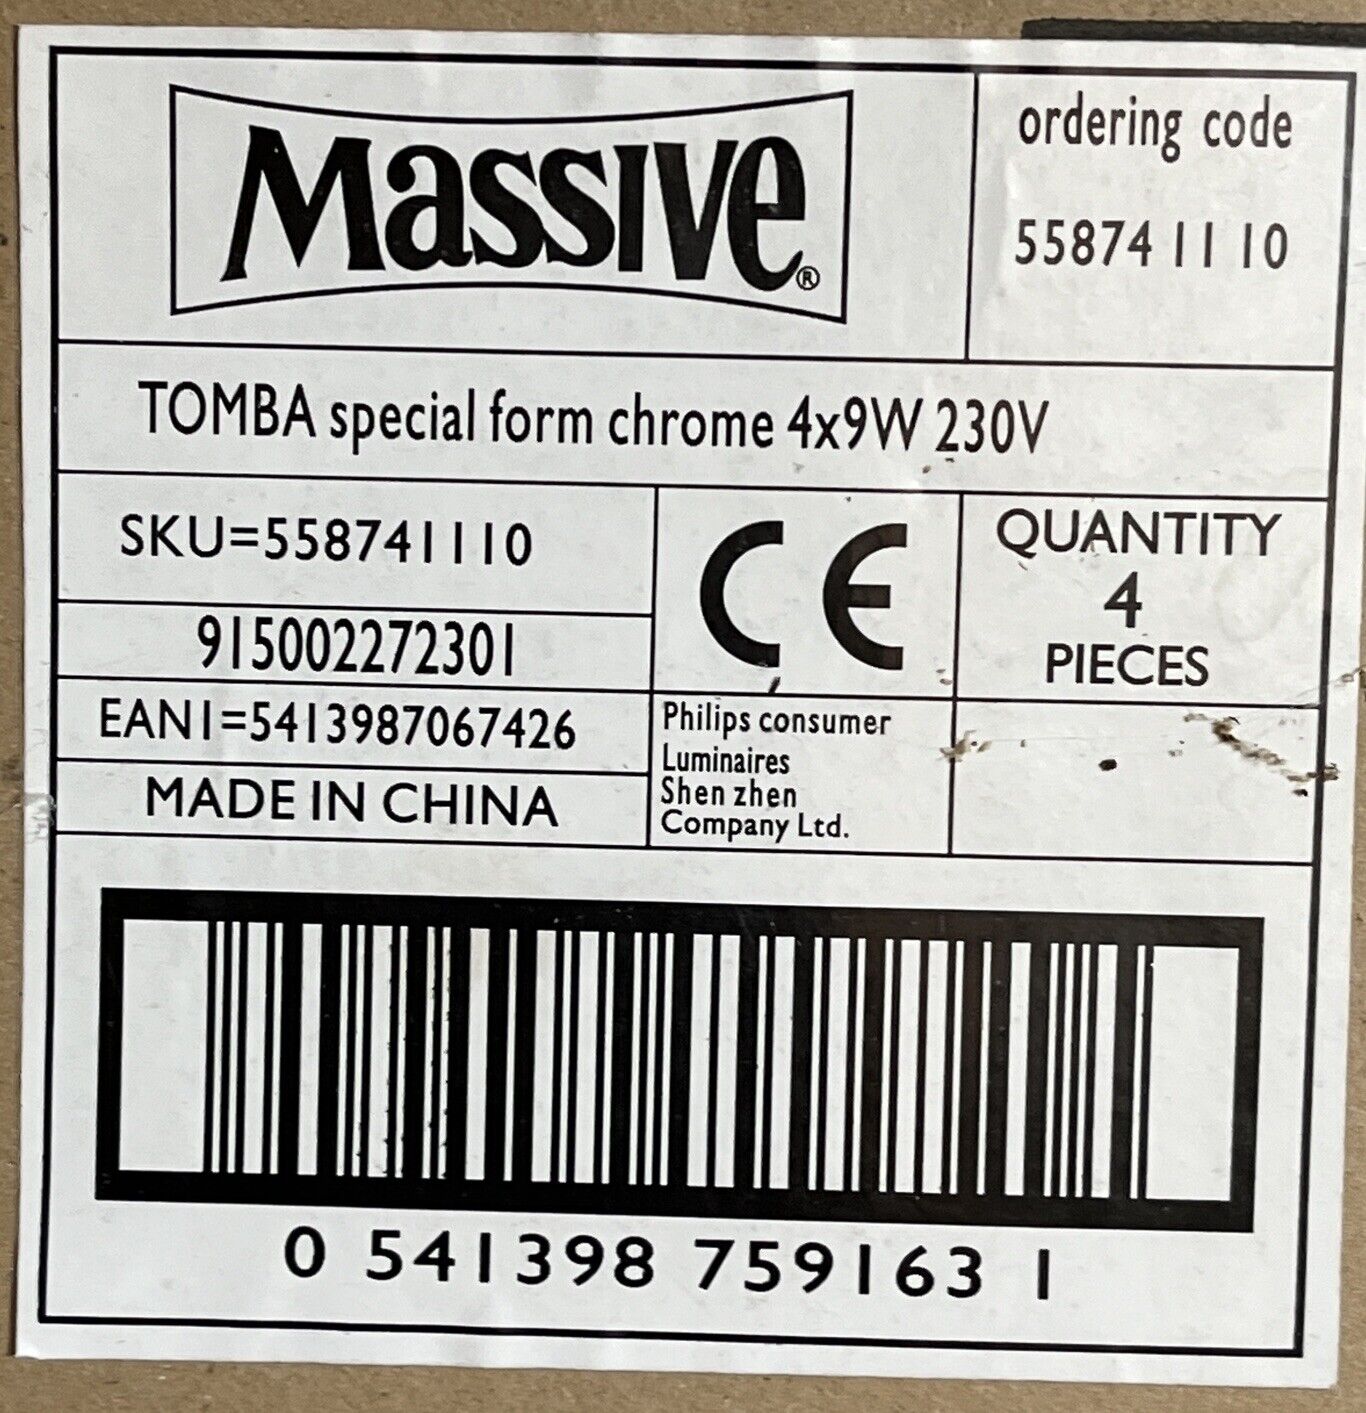 Massive®
ordering code
55874 11 10
TOMBA special form chrome 4x9W 230V
SKU=558741110
915002272301
EAN1=5413987067426
MADE IN CHINA
CE
Philips consumer
Luminaires
Shen zhen
Company Ltd.
QUANTITY
4
PIECES
0 541398 759163 1